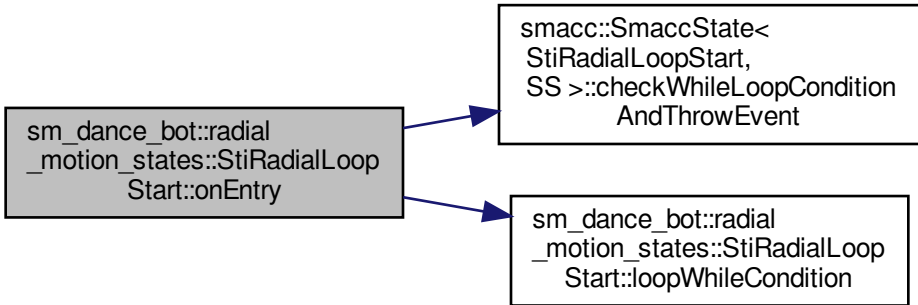 sm_dance_bot::radial
_motion_states::StiRadialLoop
Start::onEntry
smacc::SmaccState<
StiRadialLoopStart,
SS >::checkWhileLoopCondition
AndThrowEvent
sm_dance_bot::radial
_motion_states::StiRadialLoop
Start::loopWhileCondition